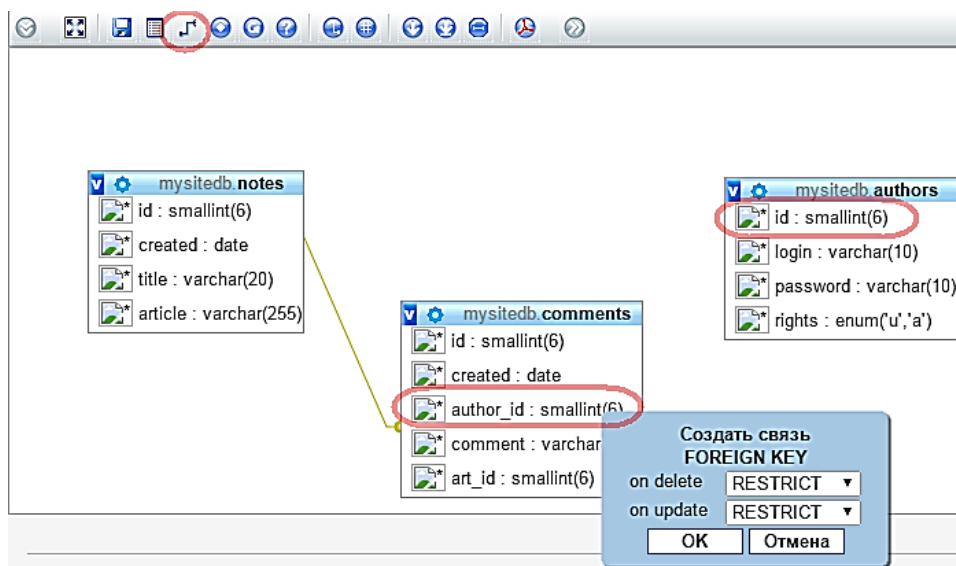 mysitedb.notes
id : smallint(6)
created : date
title : varchar(20)
article : varchar(255)
mysitedb.comments
id : smallint(6)
created : date
author_id : smallint(6)
comment : varchar
art_id : smallint(6)
mysitedb.authors
id : smallint(6)
login : varchar(10)
password : varchar(10)
rights : enum('u','a')
Создать связь
FOREIGN KEY
on delete RESTRICT
on update RESTRICT
OK Отмена